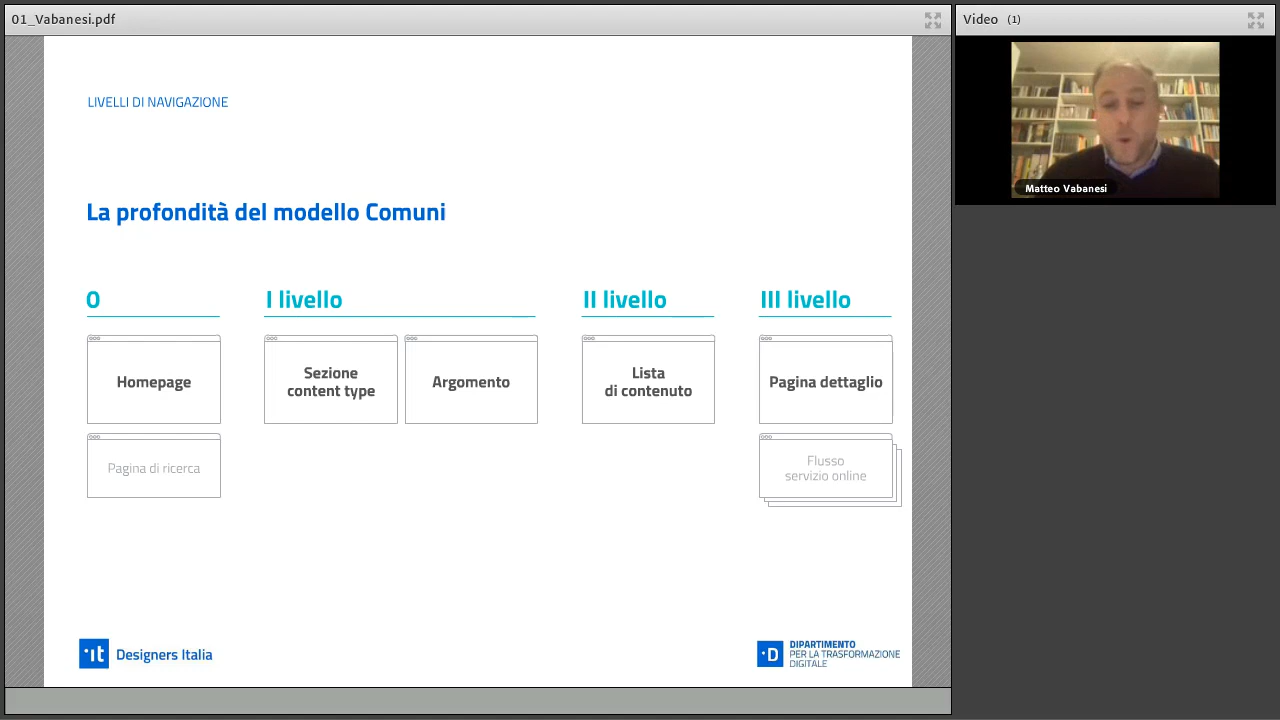 01_Vabanesi.pdf
Video (1)
Matteo Vabanesi
LIVELLI DI NAVIGAZIONE
La profondità del modello Comuni
0
I livello
II livello
III livello
Homepage
Sezione
content type
Argomento
Lista
di contenuto
Pagina dettaglio
Pagina di ricerca
Flusso
servizio online
it Designers Italia
D
DIPARTIMENTO
PER LA TRASFORMAZIONE
DIGITALE